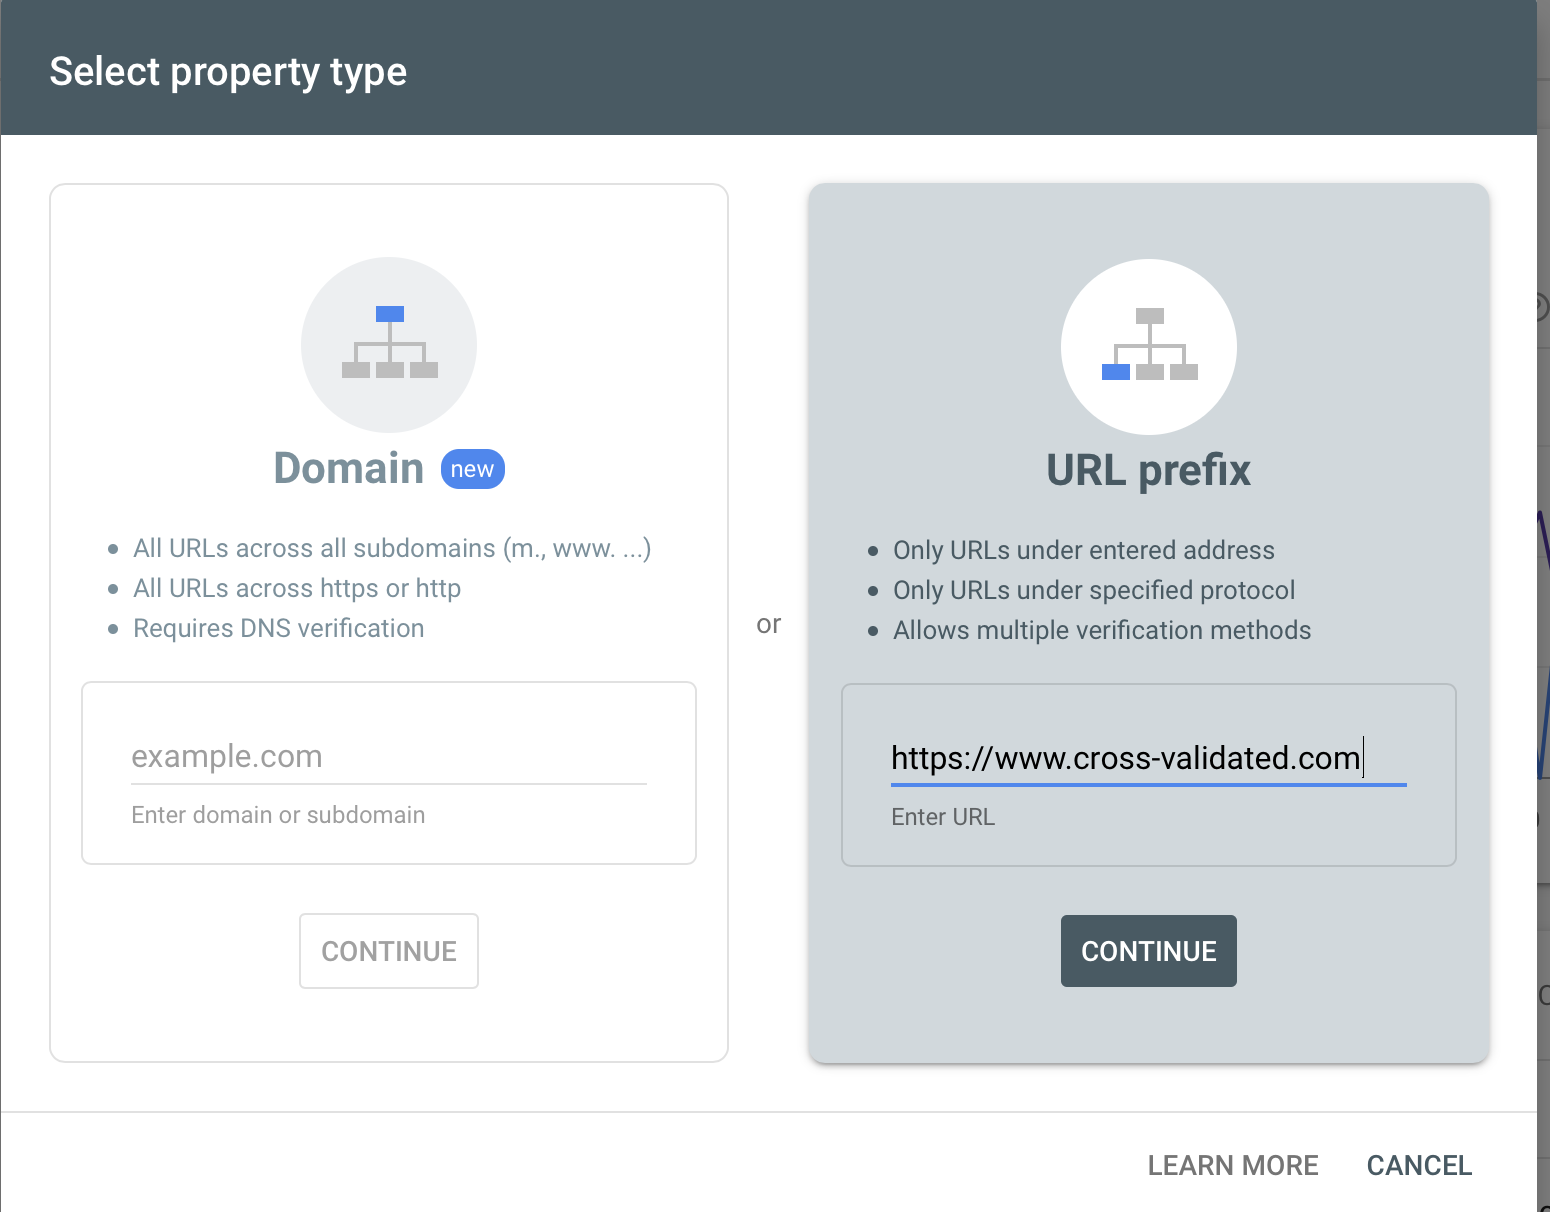 Select property type
Domain new
All URLs across all subdomains (m., www. ...)
All URLs across https or http
Requires DNS verification
example.com
Enter domain or subdomain
CONTINUE
or
URL prefix
Only URLs under entered address
Only URLs under specified protocol
Allows multiple verification methods
https://www.cross-validated.com
Enter URL
CONTINUE
LEARN MORE CANCEL